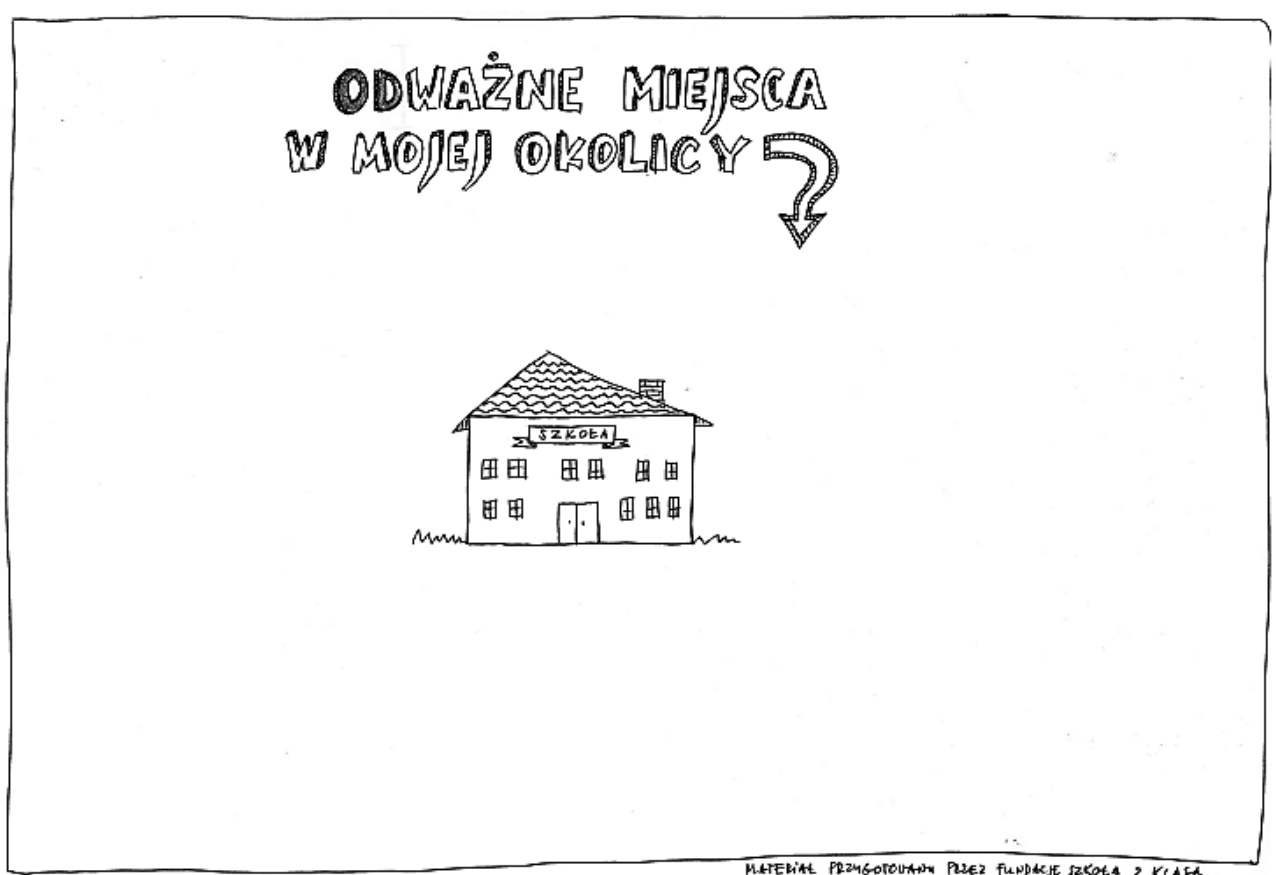 ODWAŻNE MIEJSCA
W MOJEJ OKOLICY
SZKOŁA
MATERIAŁ PRZYGOTOWANY PRZEZ FUNDACJĘ SZKOŁA Z KLASĄ